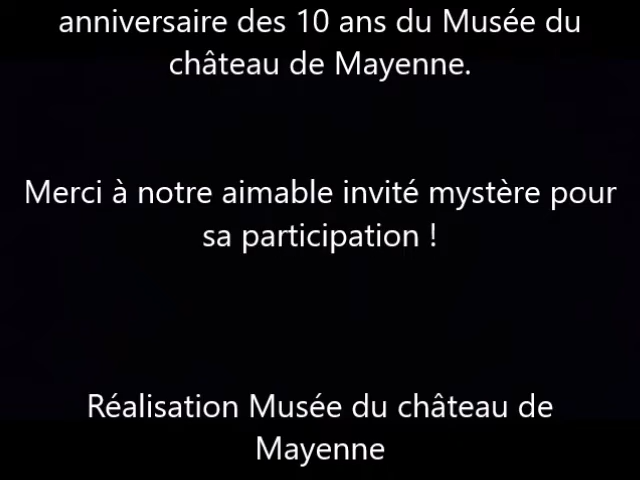 anniversaire des 10 ans du Musée du
château de Mayenne.
Merci à notre aimable invité mystère pour
sa participation !
Réalisation Musée du château de
Mayenne